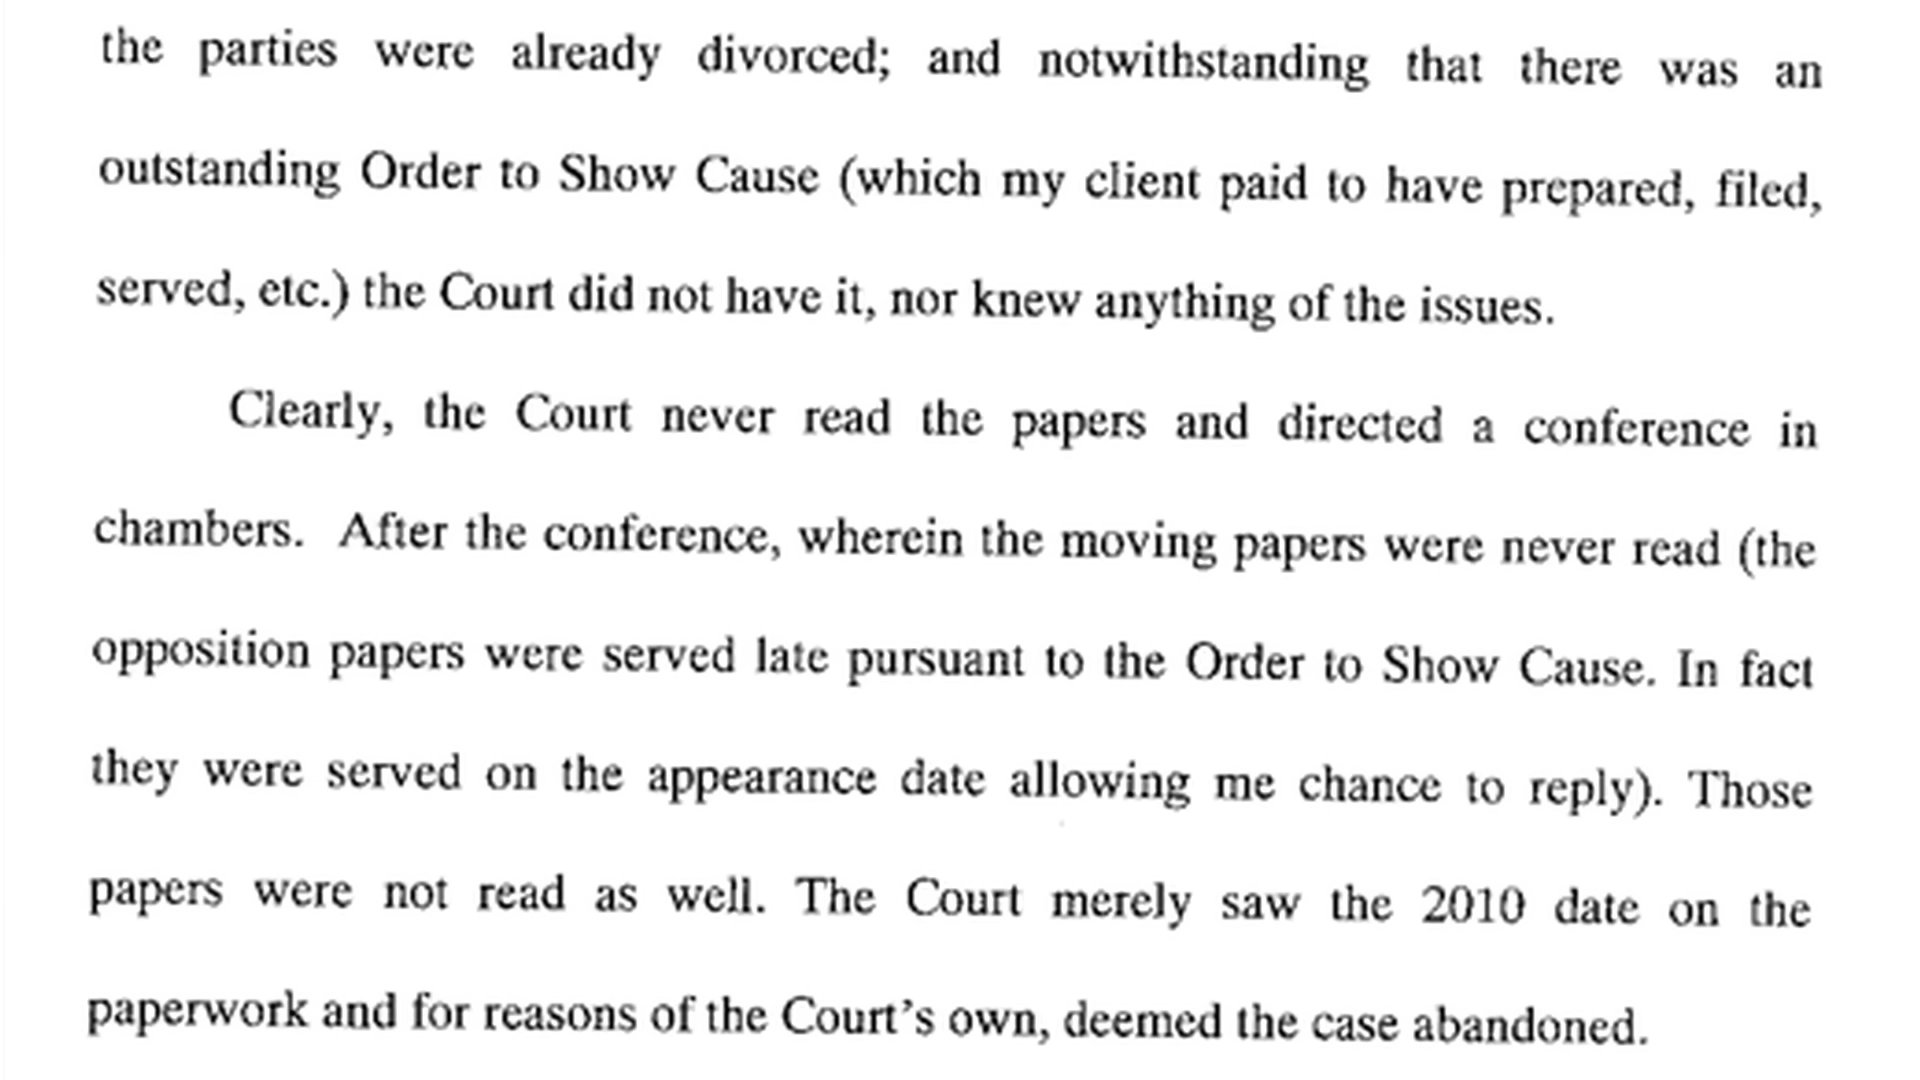 the parties were already divorced; and notwithstanding that there was an
outstanding Order to Show Cause (which my client paid to have prepared, filed,
served, etc.) the Court did not have it, nor knew anything of the issues.
Clearly, the Court never read the papers and directed a conference in
chambers. After the conference, wherein the moving papers were never read (the
opposition papers were served late pursuant to the Order to Show Cause. In fact
they were served on the appearance date allowing me chance to reply). Those
papers were not read as well. The Court merely saw the 2010 date on the
paperwork and for reasons of the Court's own, deemed the case abandoned.